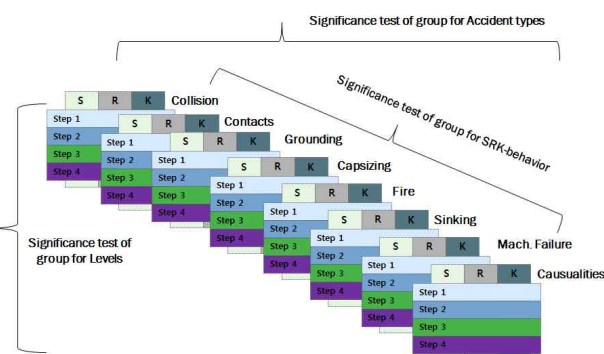 Significance test of group for Accident types
Significance test of group for SRK-behavior
S R K Collision
Step 1
Step 2
Step 3
Step 4
S R K Contacts
Step 1
Step 2
Step 3
Step 4
S R K Grounding
Step 1
Step 2
Step 3
Step 4
S R K Capsizing
Step 1
Step 2
Step 3
Step 4
S R K Fire
Step 1
Step 2
Step 3
Step 4
S R K Sinking
Step 1
Step 2
Step 3
Step 4
S R K Mach. Failure
Step 1
Step 2
Step 3
Step 4
S R K Causualities
Step 1
Step 2
Step 3
Step 4
Significance test of
group for Levels